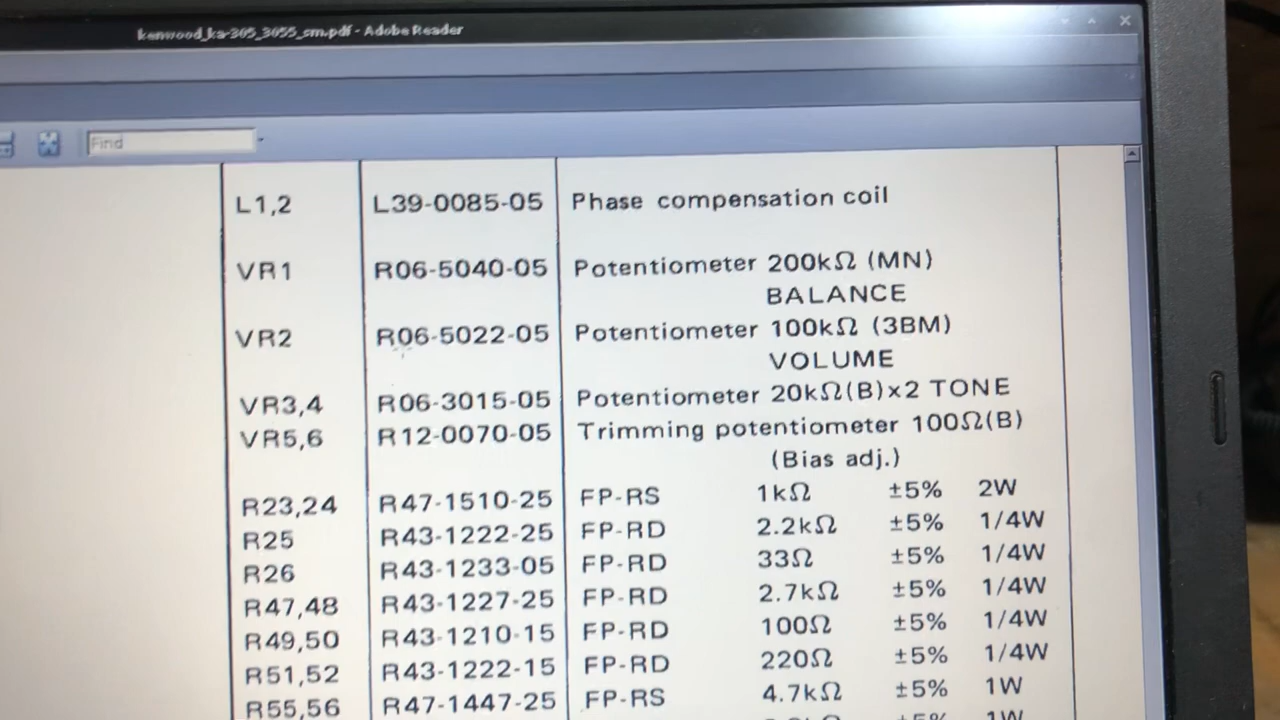 kenwood_ka-305_3055_sm.pdf - Adobe Reader
Find
L1,2 L39-0085-05 Phase compensation coil
VR1 R06-5040-05 Potentiometer 200kΩ (MN)
BALANCE
VR2 R06-5022-05 Potentiometer 100kΩ (3BM)
VOLUME
VR3,4 R06-3015-05 Potentiometer 20kΩ(B)x2 TONE
VR5,6 R12-0070-05 Trimming potentiometer 100Ω(B)
(Bias adj.)
R23,24 R47-1510-25 FP-RS 1kΩ ±5% 2W
R25 R43-1222-25 FP-RD 2.2kΩ ±5% 1/4W
R26 R43-1233-05 FP-RD 33Ω ±5% 1/4W
R47,48 R43-1227-25 FP-RD 2.7kΩ ±5% 1/4W
R49,50 R43-1210-15 FP-RD 100Ω ±5% 1/4W
R51,52 R43-1222-15 FP-RD 220Ω ±5% 1/4W
R55,56 R47-1447-25 FP-RS 4.7kΩ ±5% 1W
±5% 1W